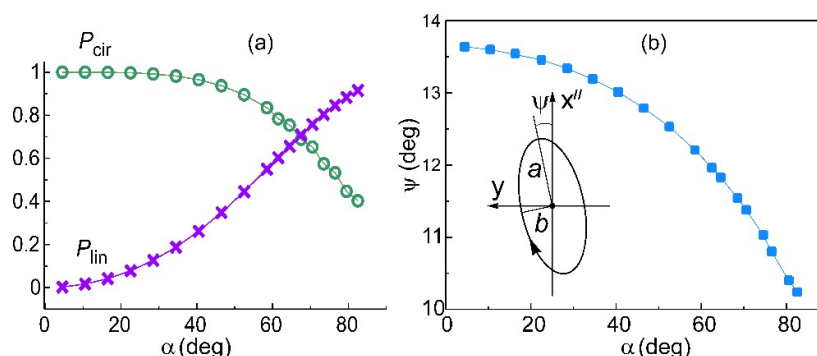 P_cir (a)
1
0.8
0.6
0.4
0.2
0
P_lin
0 20 40 60 80
α (deg)
(b)
14
13
12
11
10
ψ (deg)
ψ x′′
a
y
b
0 20 40 60 80
α (deg)